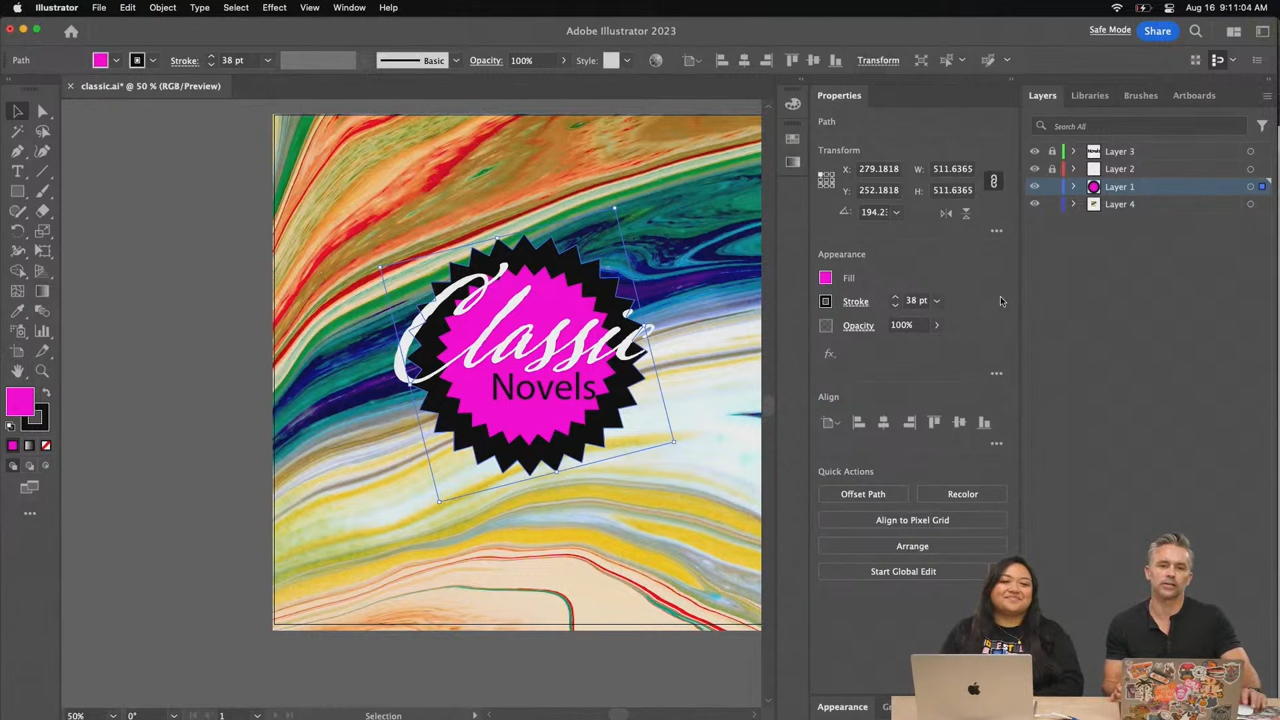 Illustrator File Edit Object Type Select Effect View Window Help Aug 16 9:11:04 AM
Adobe Illustrator 2023 Safe Mode Share
Path Stroke: 38 pt Basic Opacity: 100% Style: Transform
classic.ai* @ 50 % (RGB/Preview)
Properties
Path
Transform
X: 279.1818 W: 511.6365
Y: 252.1818 H: 511.6365
194.2
Appearance
Fill
Stroke 38 pt
Opacity 100%
fx
Align
Quick Actions
Offset Path Recolor
Align to Pixel Grid
Arrange
Start Global Edit
Appearance
Layers Libraries Brushes Artboards
Search All
Layer 3
Layer 2
Layer 1
Layer 4
Classic
Novels
50% 0° 1 Selection